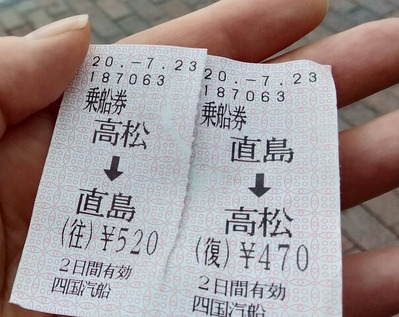 20.-7.23
187063
乗船券
高松
↓
直島
(往)¥520
2日間有効
四国汽船
20.-7.23
187063
乗船券
直島
↓
高松
(復)¥470
2日間有効
四国汽船